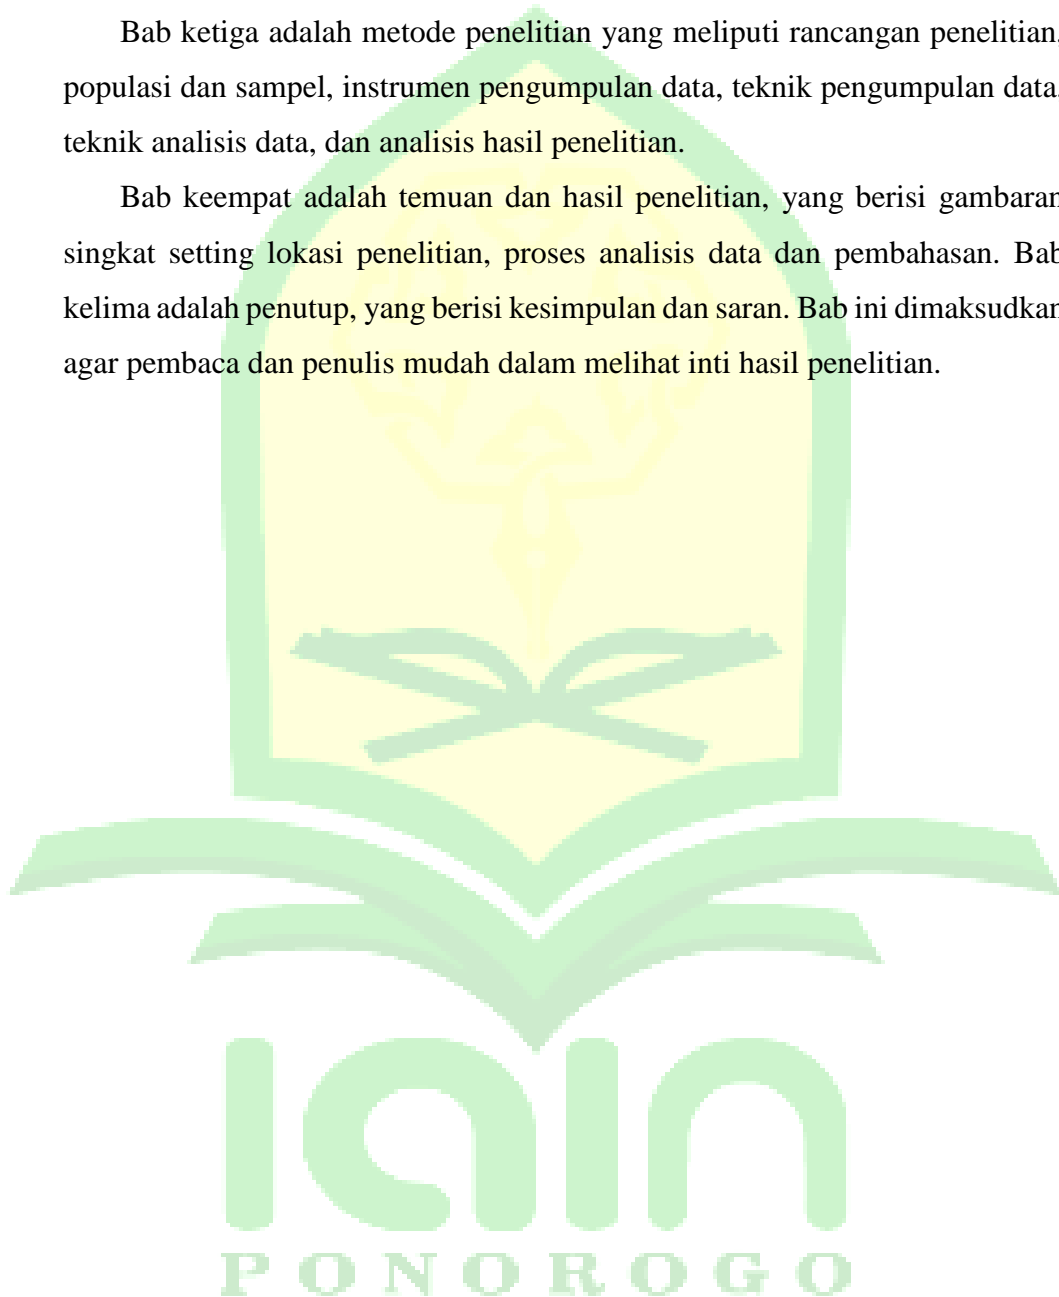 Bab ketiga adalah metode penelitian yang meliputi rancangan penelitian,
populasi dan sampel, instrumen pengumpulan data, teknik pengumpulan data,
teknik analisis data, dan analisis hasil penelitian.
Bab keempat adalah temuan dan hasil penelitian, yang berisi gambaran
singkat setting lokasi penelitian, proses analisis data dan pembahasan. Bab
kelima adalah penutup, yang berisi kesimpulan dan saran. Bab ini dimaksudkan
agar pembaca dan penulis mudah dalam melihat inti hasil penelitian.
iain
PONOROGO